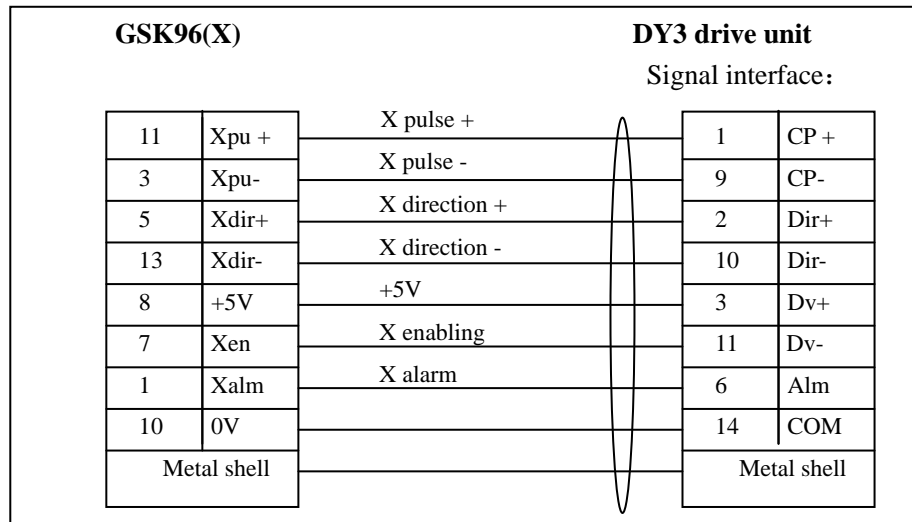 GSK96(X) DY3 drive unit
Signal interface：
11 Xpu + X pulse + 1 CP +
3 Xpu- X pulse - 9 CP-
5 Xdir+ X direction + 2 Dir+
13 Xdir- X direction - 10 Dir-
8 +5V +5V 3 Dv+
7 Xen X enabling 11 Dv-
1 Xalm X alarm 6 Alm
10 0V 14 COM
Metal shell Metal shell